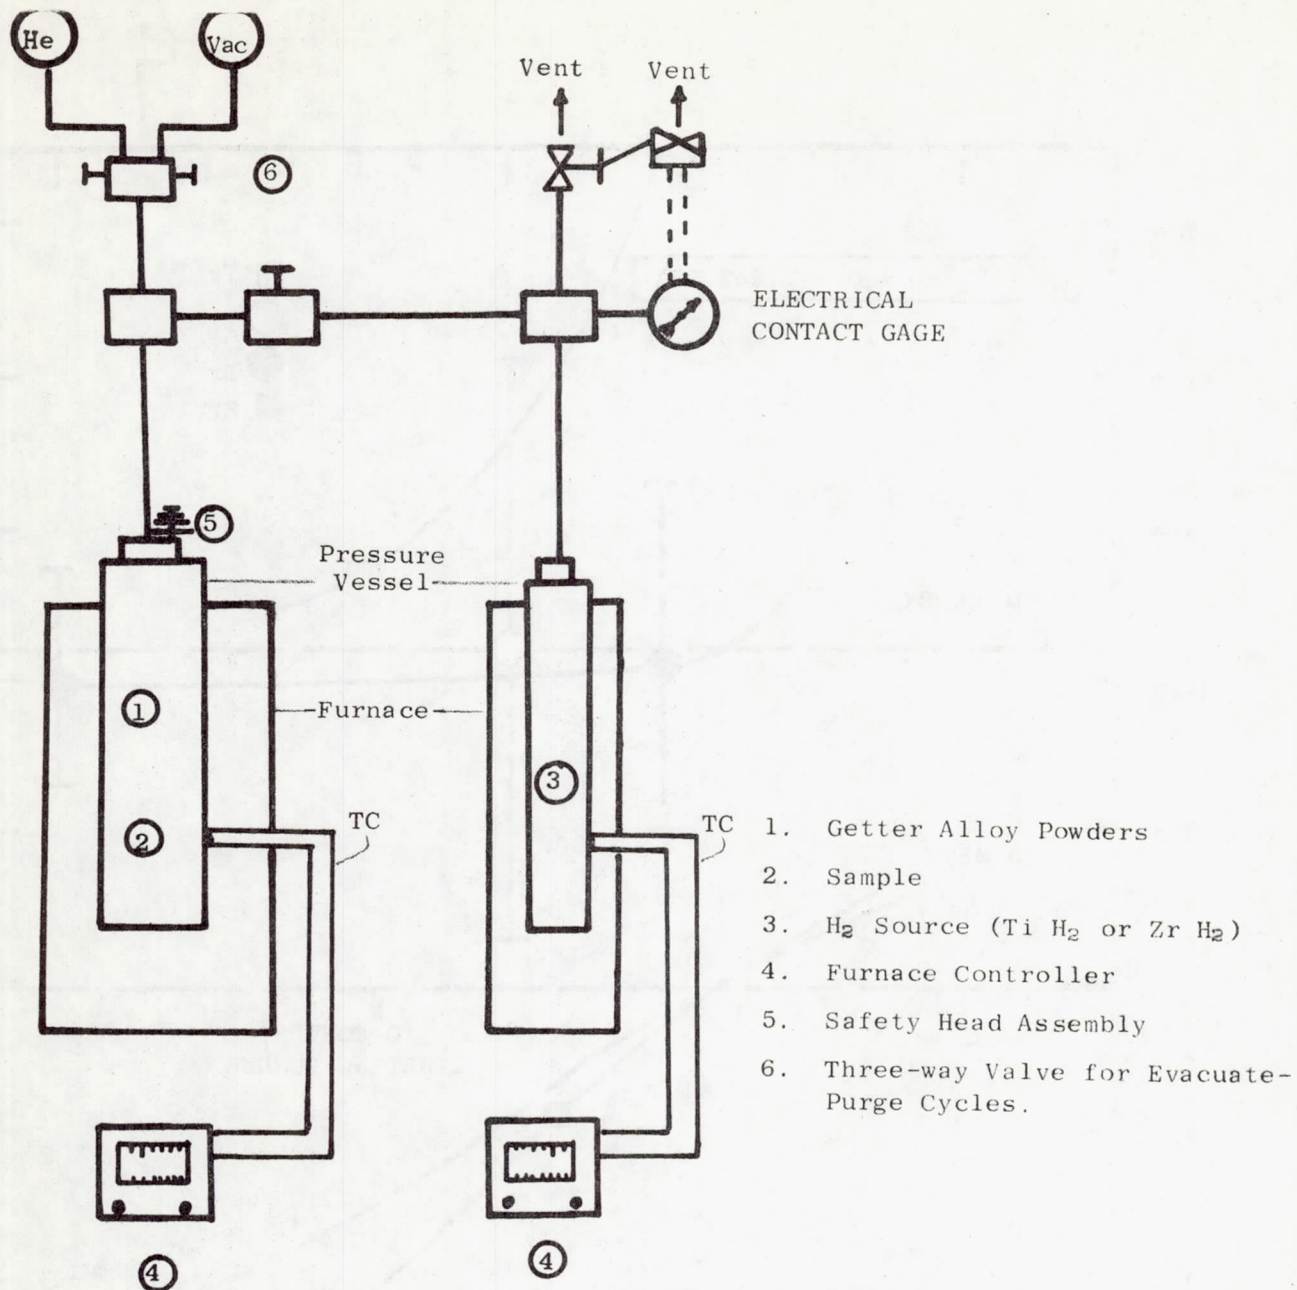 He
Vac
Vent
Vent
6
ELECTRICAL
CONTACT GAGE
5
Pressure
Vessel
1
Furnace
3
2
TC
TC
1. Getter Alloy Powders
2. Sample
3. H₂ Source (Ti H₂ or Zr H₂)
4. Furnace Controller
5. Safety Head Assembly
6. Three-way Valve for Evacuate-
Purge Cycles.
4
4